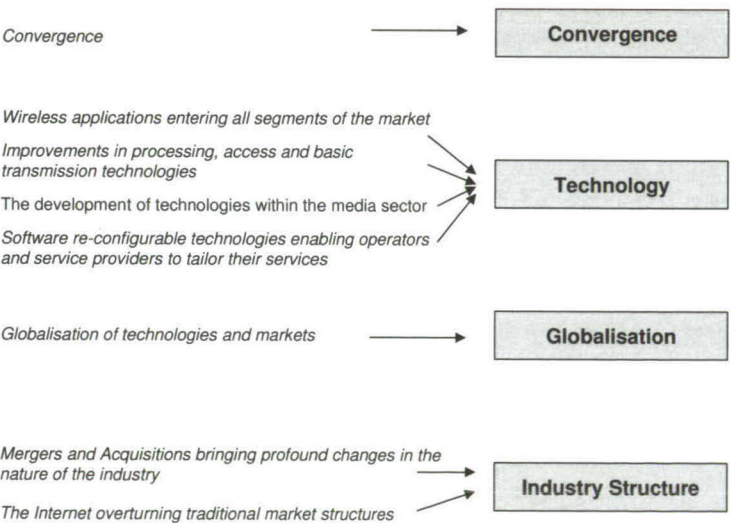 Convergence
Convergence
Wireless applications entering all segments of the market
Improvements in processing, access and basic
transmission technologies
Technology
The development of technologies within the media sector
Software re-configurable technologies enabling operators
and service providers to tailor their services
Globalisation of technologies and markets
Globalisation
Mergers and Acquisitions bringing profound changes in the
nature of the industry
Industry Structure
The Internet overturning traditional market structures